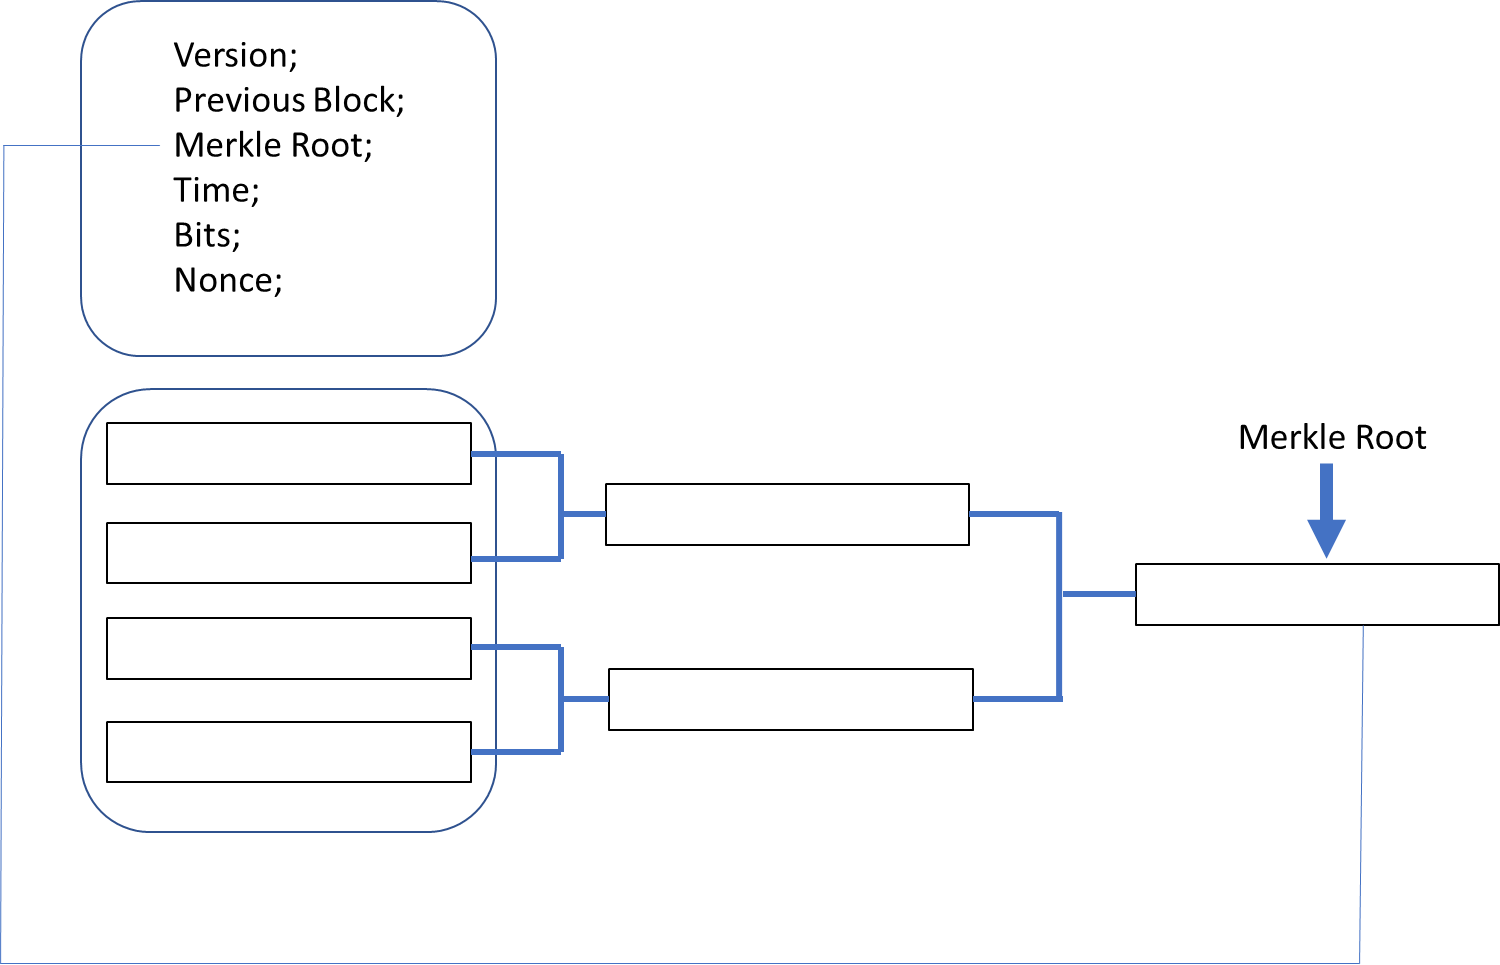 Version;
Previous Block;
Merkle Root;
Time;
Bits;
Nonce;
Merkle Root